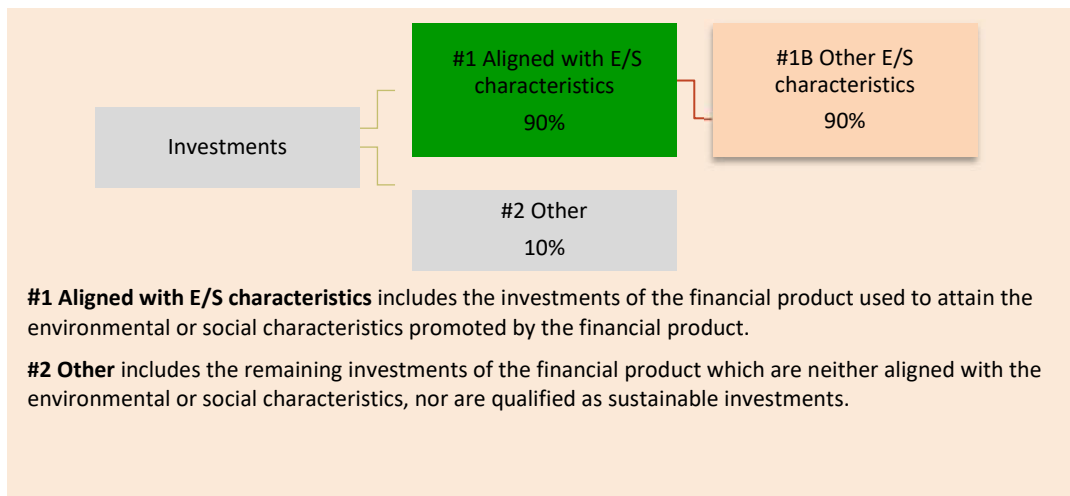 #1 Aligned with E/S
characteristics
90%
#1B Other E/S
characteristics
90%
Investments
#2 Other
10%
#1 Aligned with E/S characteristics includes the investments of the financial product used to attain the
environmental or social characteristics promoted by the financial product.
#2 Other includes the remaining investments of the financial product which are neither aligned with the
environmental or social characteristics, nor are qualified as sustainable investments.